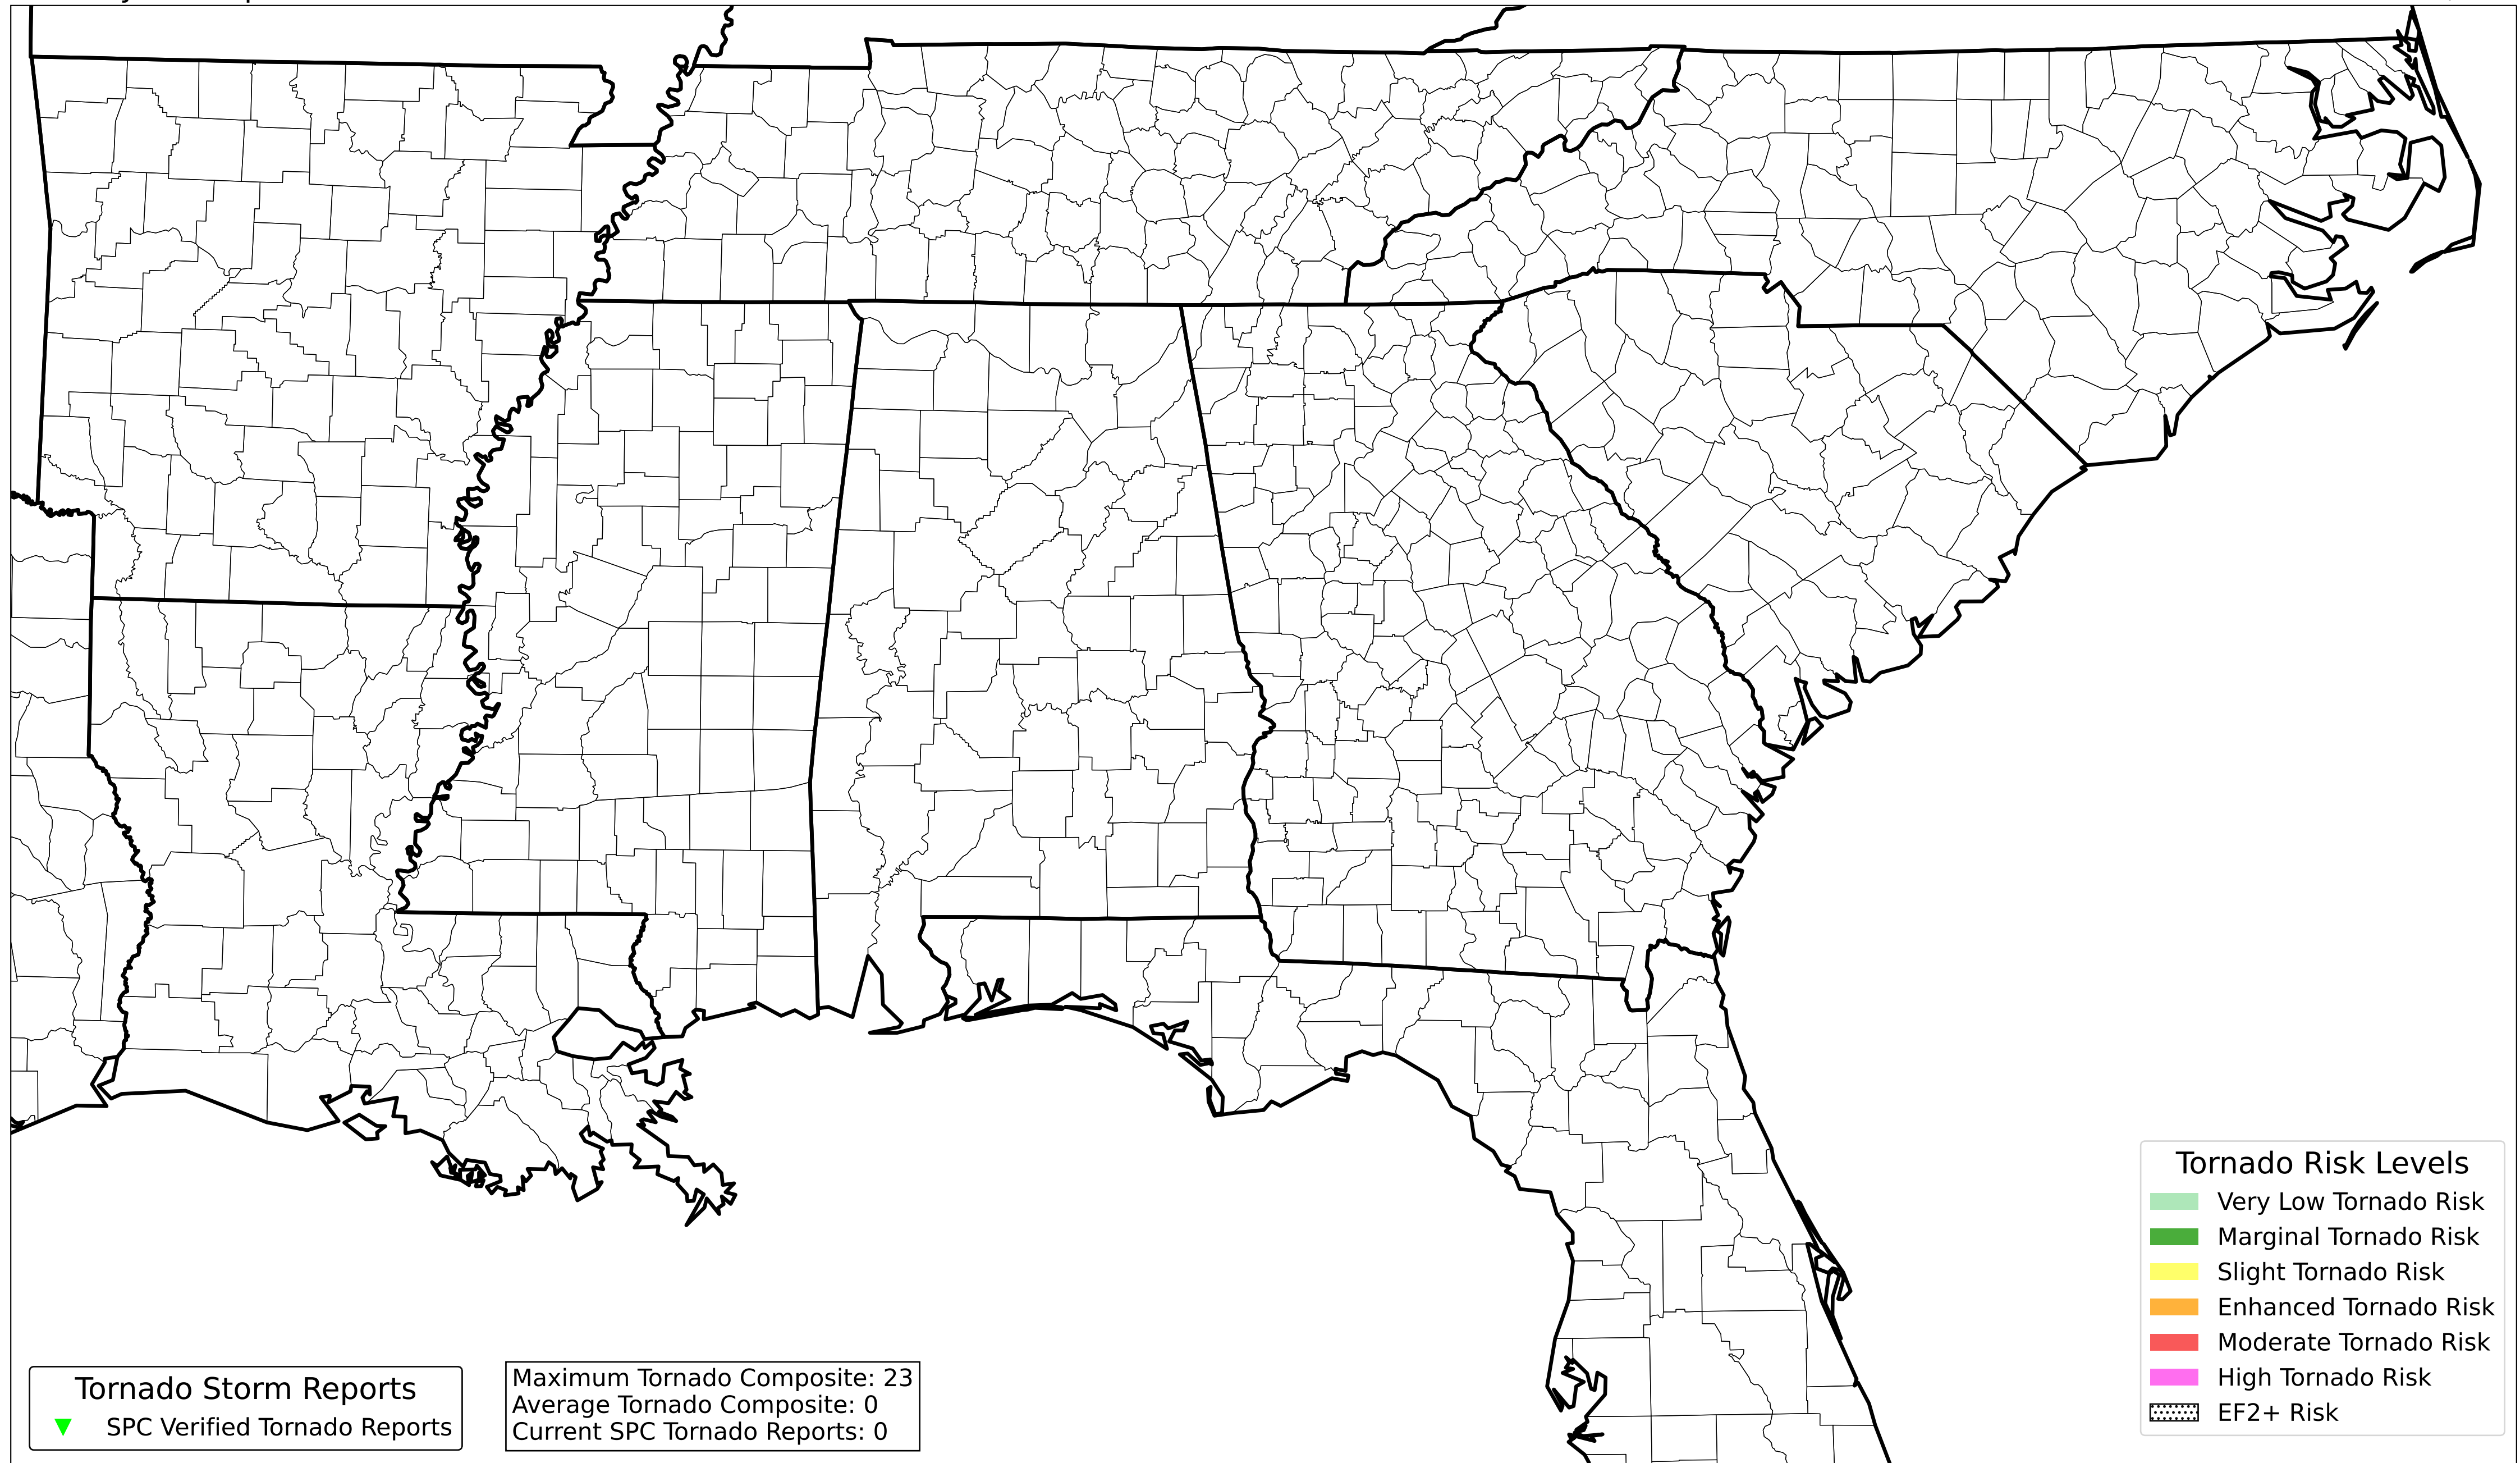 Tornado Risk Levels
Very Low Tornado Risk
Marginal Tornado Risk
Slight Tornado Risk
Enhanced Tornado Risk
Moderate Tornado Risk
High Tornado Risk
EF2+ Risk
Tornado Storm Reports
SPC Verified Tornado Reports
Maximum Tornado Composite: 23
Average Tornado Composite: 0
Current SPC Tornado Reports: 0